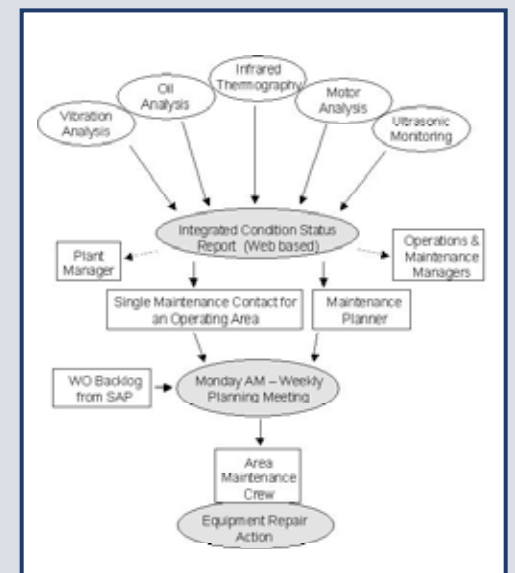 Infrared
Thermography
Oil
Analysis
Motor
Analysis
Vibration
Analysis
Ultrasonic
Monitoring
Integrated Condition Status
Report (Web based)
Plant
Manager
Operations &
Maintenance
Managers
Single Maintenance Contact for
an Operating Area
Maintenance
Planner
WO Backlog
from SAP
Monday AM – Weekly
Planning Meeting
Area
Maintenance
Crew
Equipment Repair
Action